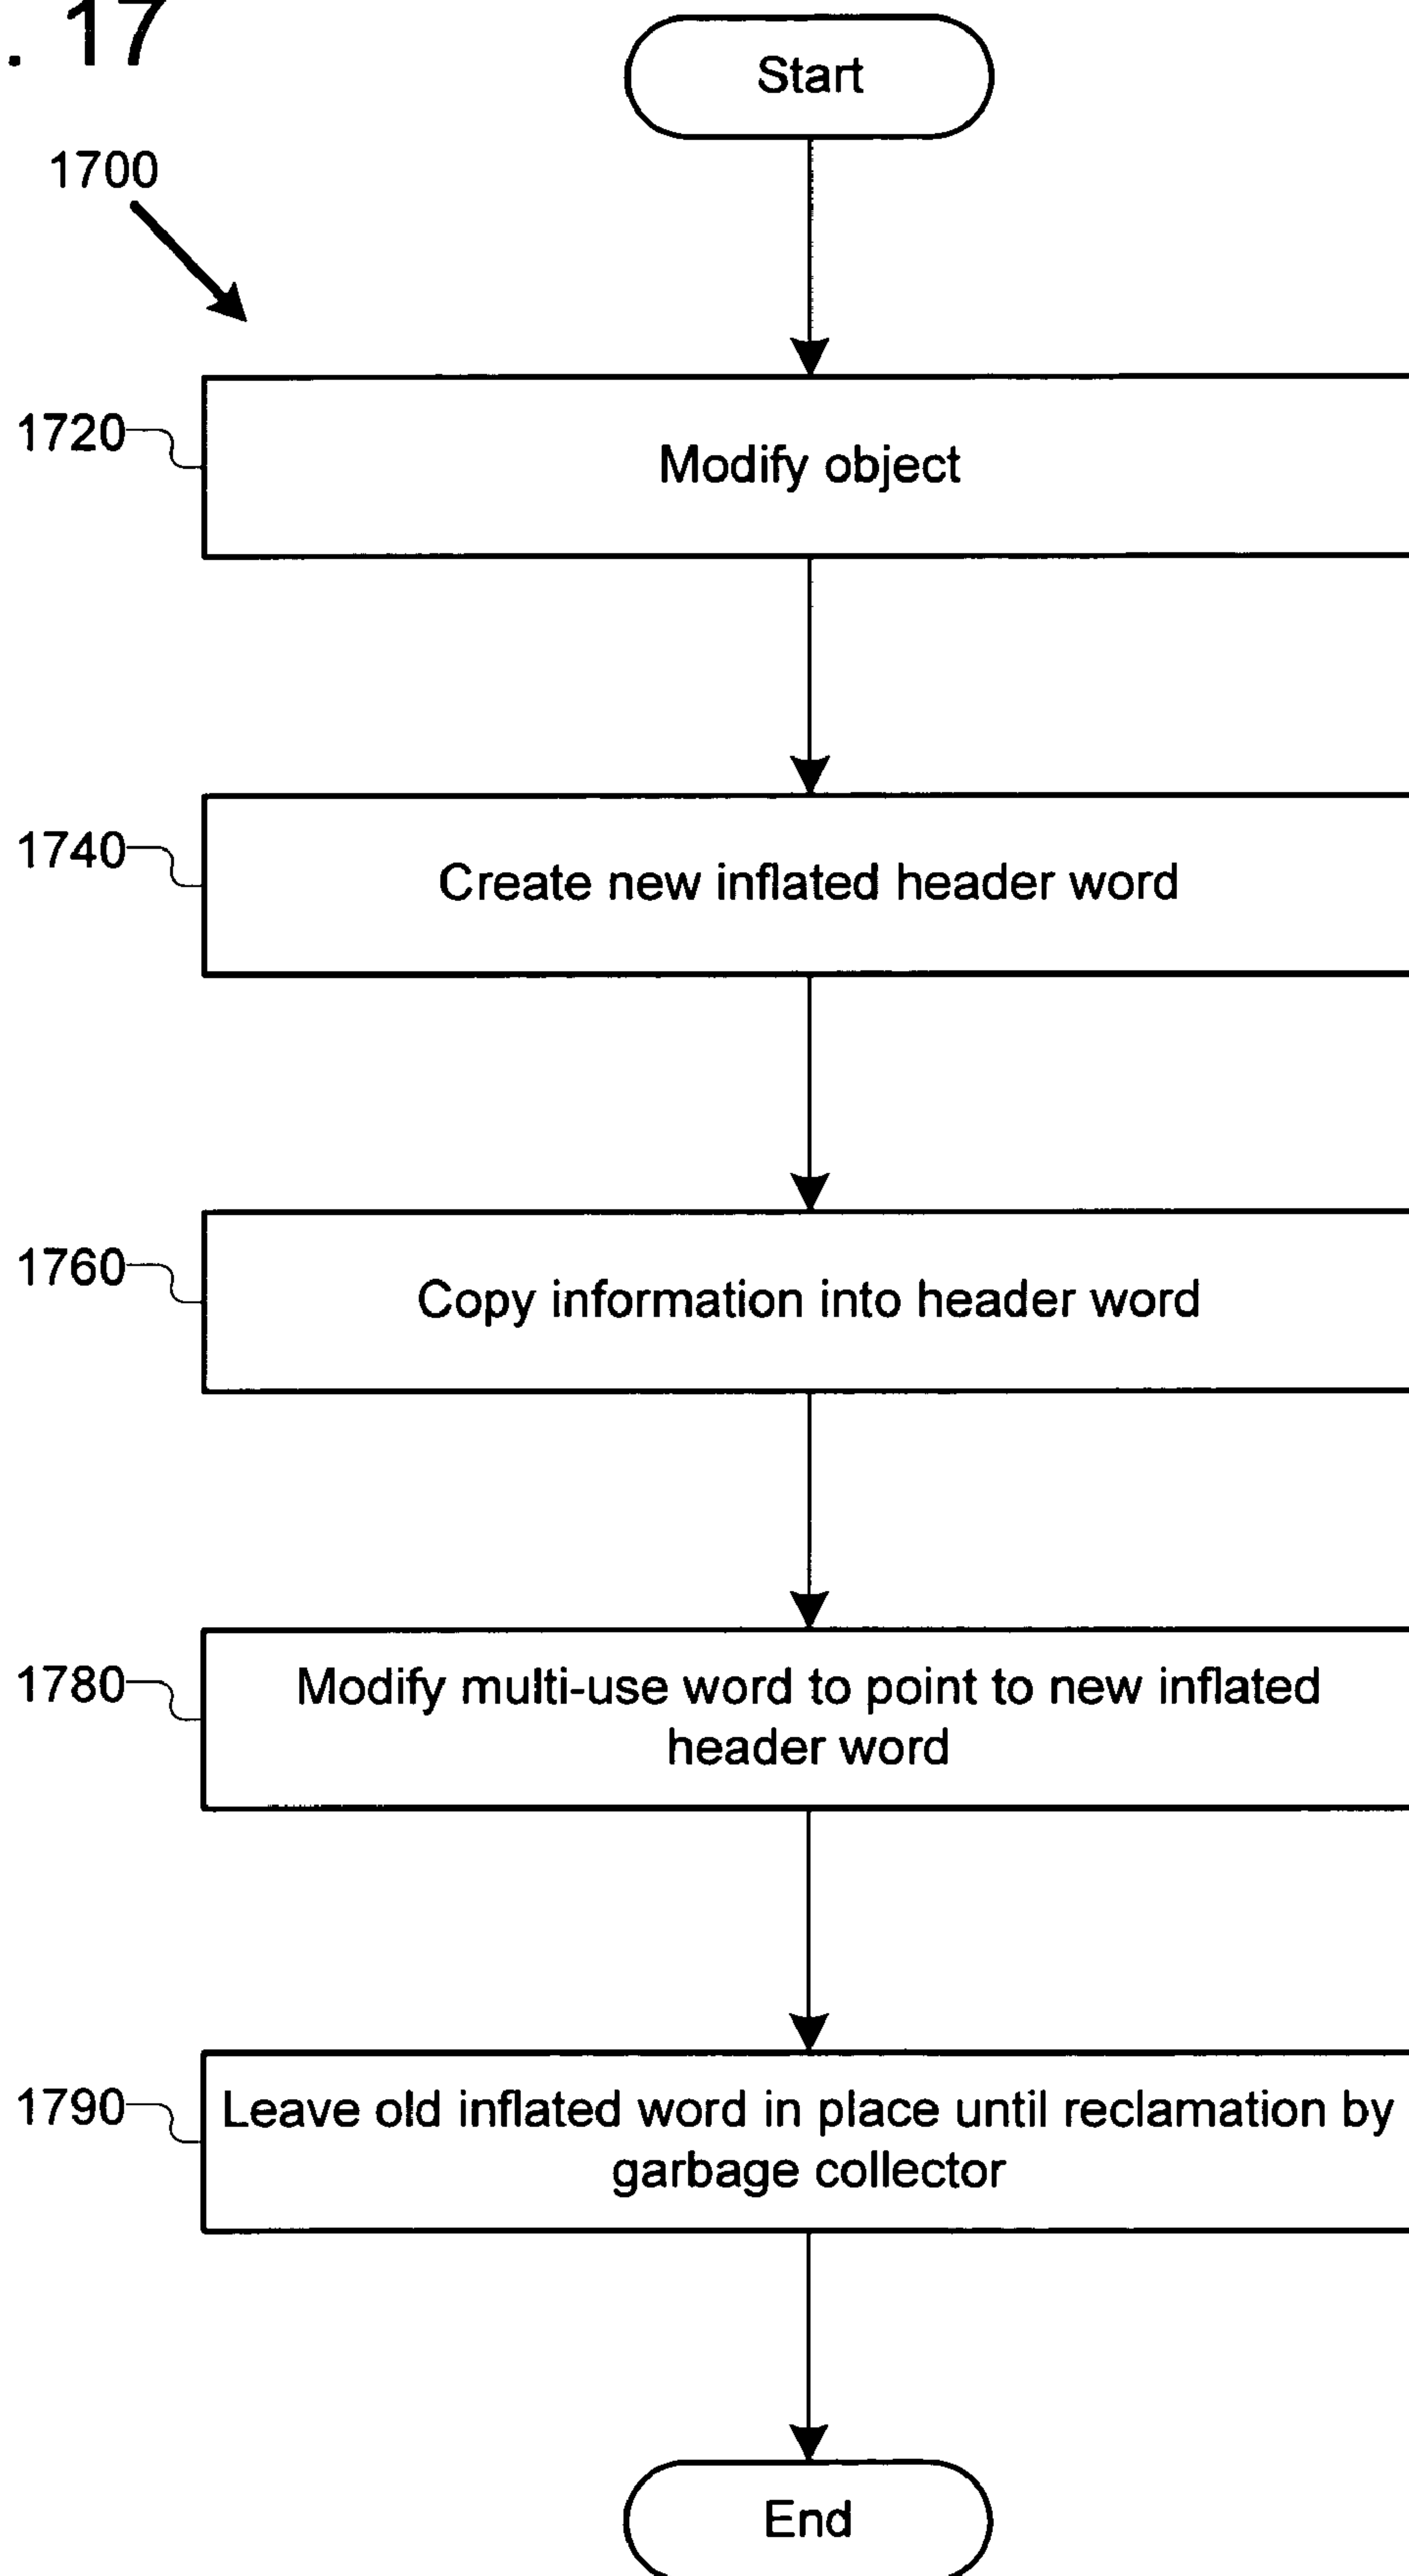 . 17
Start
1700
1720
Modify object
1740
Create new inflated header word
1760
Copy information into header word
1780
Modify multi-use word to point to new inflated
header word
1790
Leave old inflated word in place until reclamation by
garbage collector
End